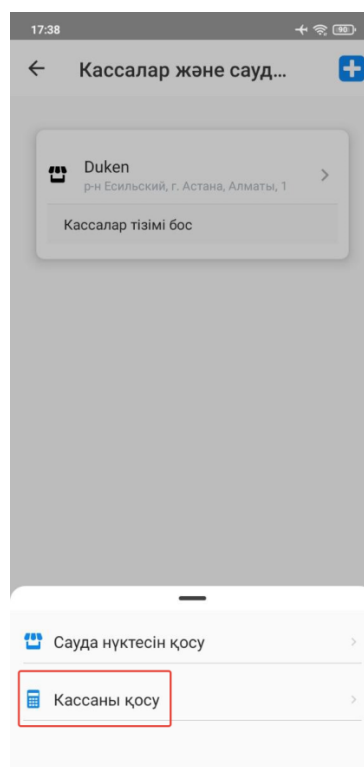 17:38
90
Кассалар және сауд...
Duken
р-н Есильский, г. Астана, Алматы, 1
Кассалар тізімі бос
Сауда нүктесін қосу
Кассаны қосу